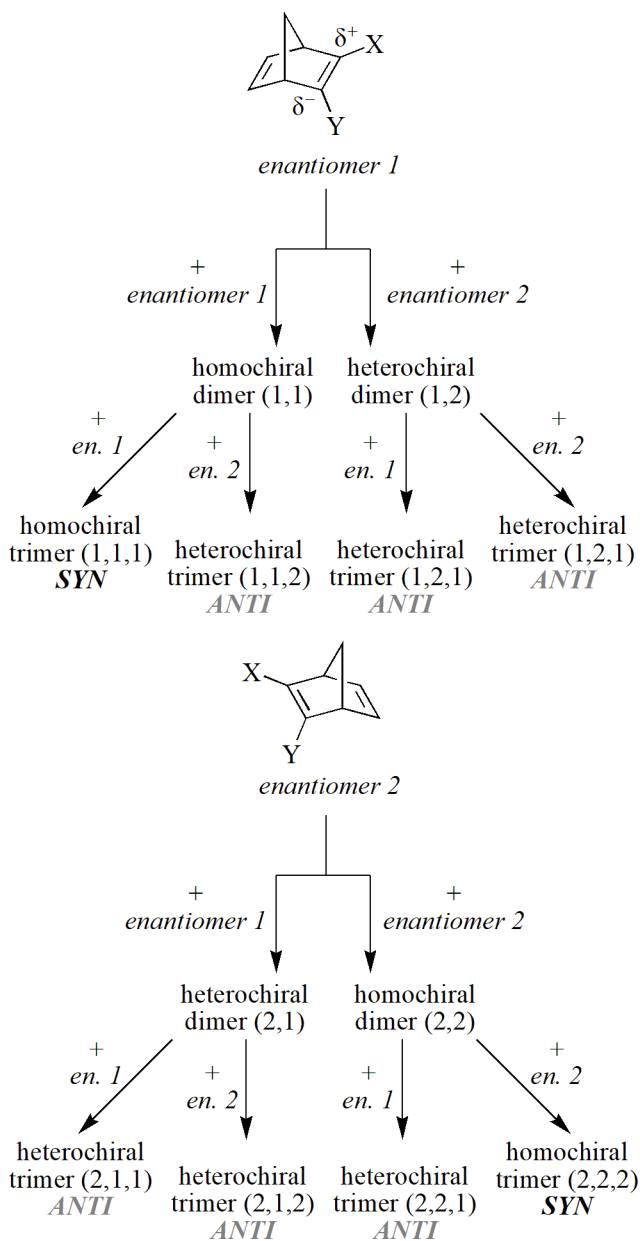 δ⁺
X
δ⁻
Y
enantiomer 1
+
enantiomer 1
+
enantiomer 2
homochiral
dimer (1,1)
heterochiral
dimer (1,2)
+
en. 1
+
en. 2
+
en. 1
+
en. 2
homochiral
trimer (1,1,1)
SYN
heterochiral
trimer (1,1,2)
ANTI
heterochiral
trimer (1,2,1)
ANTI
heterochiral
trimer (1,2,1)
ANTI
X
Y
enantiomer 2
+
enantiomer 1
+
enantiomer 2
heterochiral
dimer (2,1)
homochiral
dimer (2,2)
+
en. 1
+
en. 2
+
en. 1
+
en. 2
heterochiral
trimer (2,1,1)
ANTI
heterochiral
trimer (2,1,2)
ANTI
heterochiral
trimer (2,2,1)
ANTI
homochiral
trimer (2,2,2)
SYN